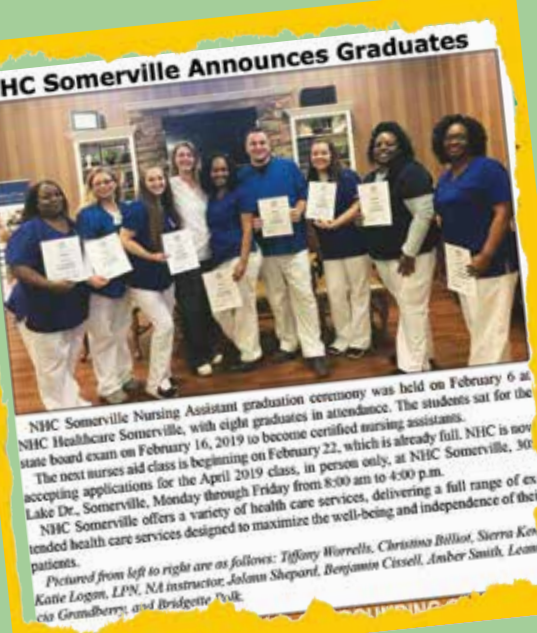 HC Somerville Announces Graduates
NHC Somerville Nursing Assistant graduation ceremony was held on February 6 at
NHC Healthcare Somerville, with eight graduates in attendance. The students sat for the
state board exam on February 16, 2019 to become certified nursing assistants.
The next nurses aid class is beginning on February 22, which is already full. NHC is now
accepting applications for the April 2019 class, in person only, at NHC Somerville, 30
Lake Dr., Somerville, Monday through Friday from 8:00 am to 4:00 p.m.
NHC Somerville offers a variety of health care services, delivering a full range of ex
tended health care services designed to maximize the well-being and independence of thei
patients.
Pictured from left to right are as follows: Tiffany Worrells, Christina Billiot, Sierra
Katie Logan, LPN, NA instructor, Jalann Shepard, Benjamin Cissell, Amber Smith,
cia Grandberry, and Bridgette Polk